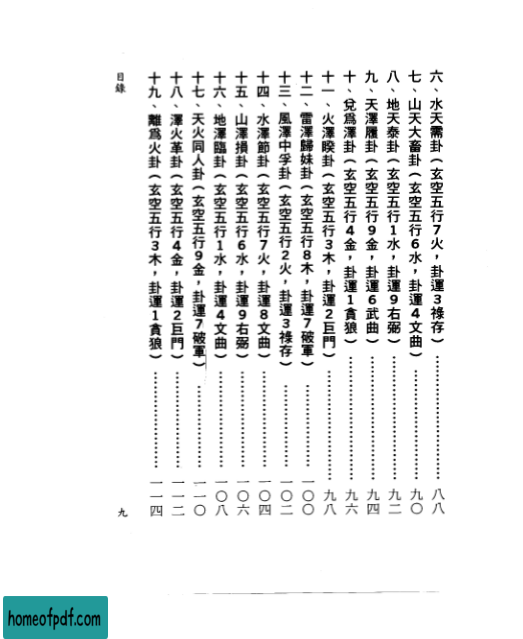 六、水天需卦(玄空五行7火,卦運3祿存)……………………八八
七、山天大畜卦(玄空五行6水,卦運4文曲)……………………九〇
八、地天泰卦(玄空五行1水,卦運9右弼)……………………九二
九、天澤履卦(玄空五行9金,卦運6武曲)……………………九四
十、兌爲澤卦(玄空五行4金,卦運1貪狼)……………………九六
十一、火澤睽卦(玄空五行3木,卦運2巨門)……………………九八
十二、雷澤歸妹卦(玄空五行8木,卦運7破軍)……………………一〇〇
十三、風澤中孚卦(玄空五行2火,卦運3祿存)……………………一〇二
十四、水澤節卦(玄空五行7火,卦運8文曲)……………………一〇四
十五、山澤損卦(玄空五行6水,卦運9右弼)……………………一〇六
十六、地澤臨卦(玄空五行1水,卦運4文曲)……………………一〇八
十七、天火同人卦(玄空五行9金,卦運7破軍)……………………一一〇
十八、澤火革卦(玄空五行4金,卦運2巨門)……………………一一二
十九、離爲火卦(玄空五行3木,卦運1貪狼)……………………一一四
目錄
九
homeofpdf.com